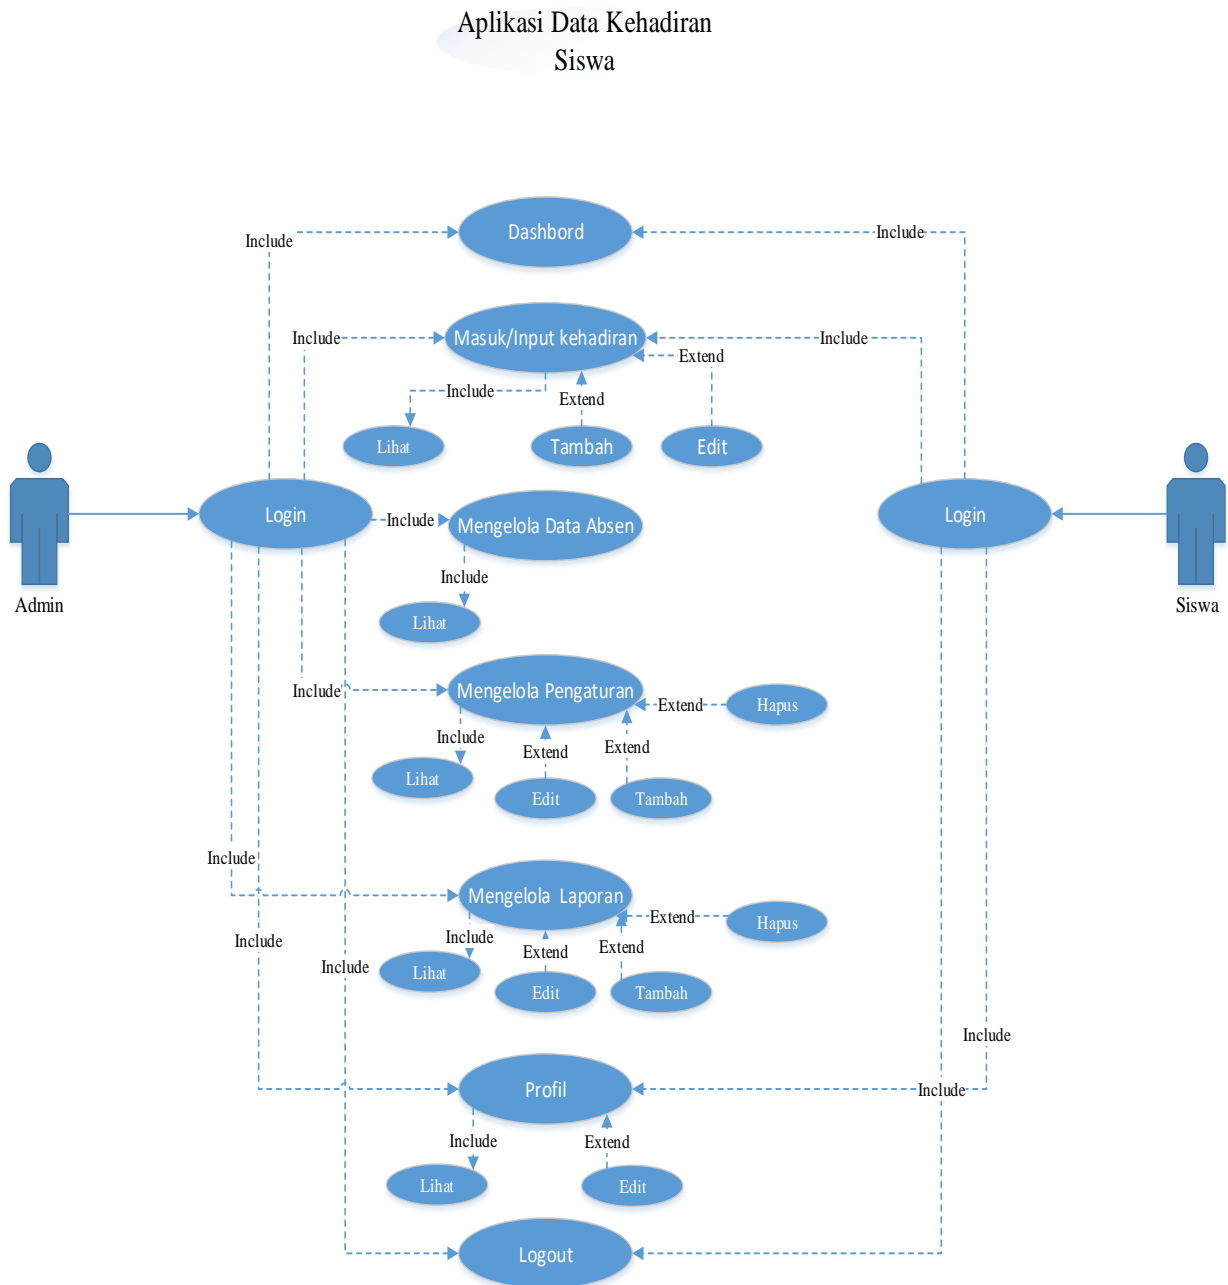 Aplikasi Data Kehadiran
Siswa
Dashbord
Include
Include
Masuk/Input kehadiran
Include
Include
Extend
Include
Extend
Lihat
Tambah
Edit
Login
Include
Mengelola Data Absen
Login
Include
Admin
Siswa
Lihat
Include
Mengelola Pengaturan
Extend
Hapus
Include
Extend
Extend
Lihat
Edit
Tambah
Include
Mengelola  Laporan
Extend
Hapus
Include
Include
Extend
Extend
Include
Lihat
Edit
Tambah
Include
Profil
Include
Include
Extend
Lihat
Edit
Logout